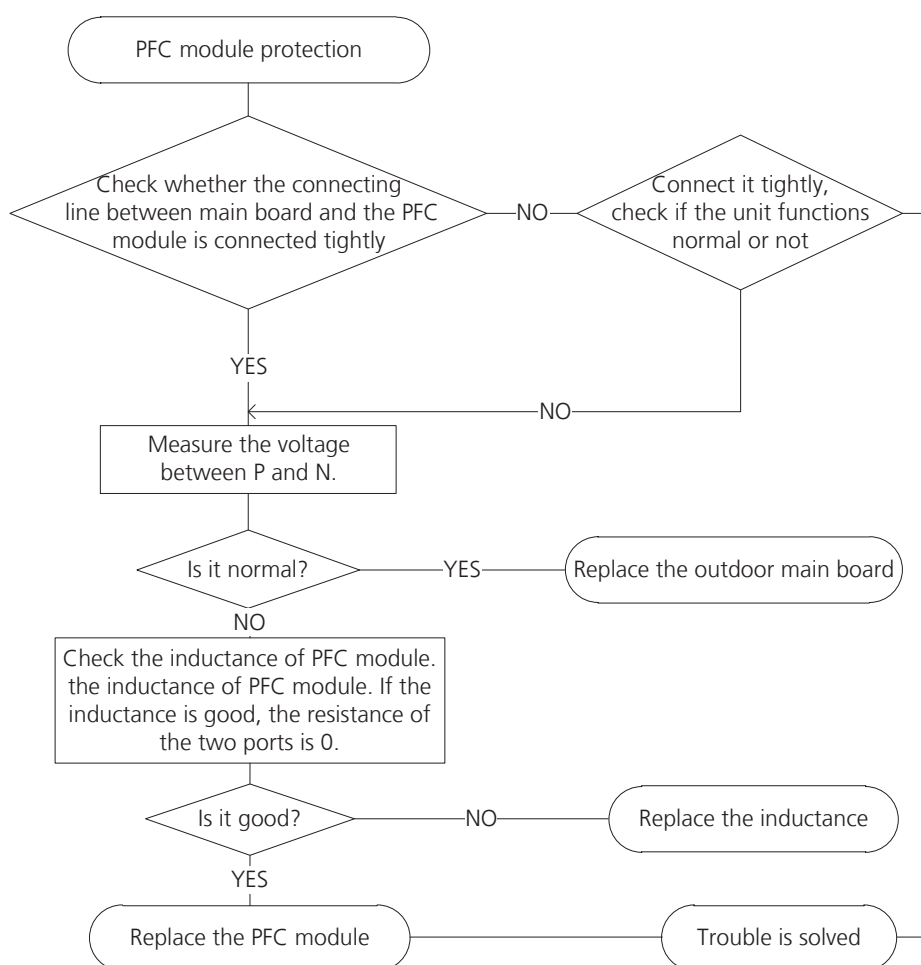 PFC module protection
Check whether the connecting
line between main board and the PFC
module is connected tightly
NO
Connect it tightly,
check if the unit functions
normal or not
YES
NO
Measure the voltage
between P and N.
Is it normal?
YES
Replace the outdoor main board
NO
Check the inductance of PFC module.
the inductance of PFC module. If the
inductance is good, the resistance of
the two ports is 0.
Is it good?
NO
Replace the inductance
YES
Replace the PFC module
Trouble is solved